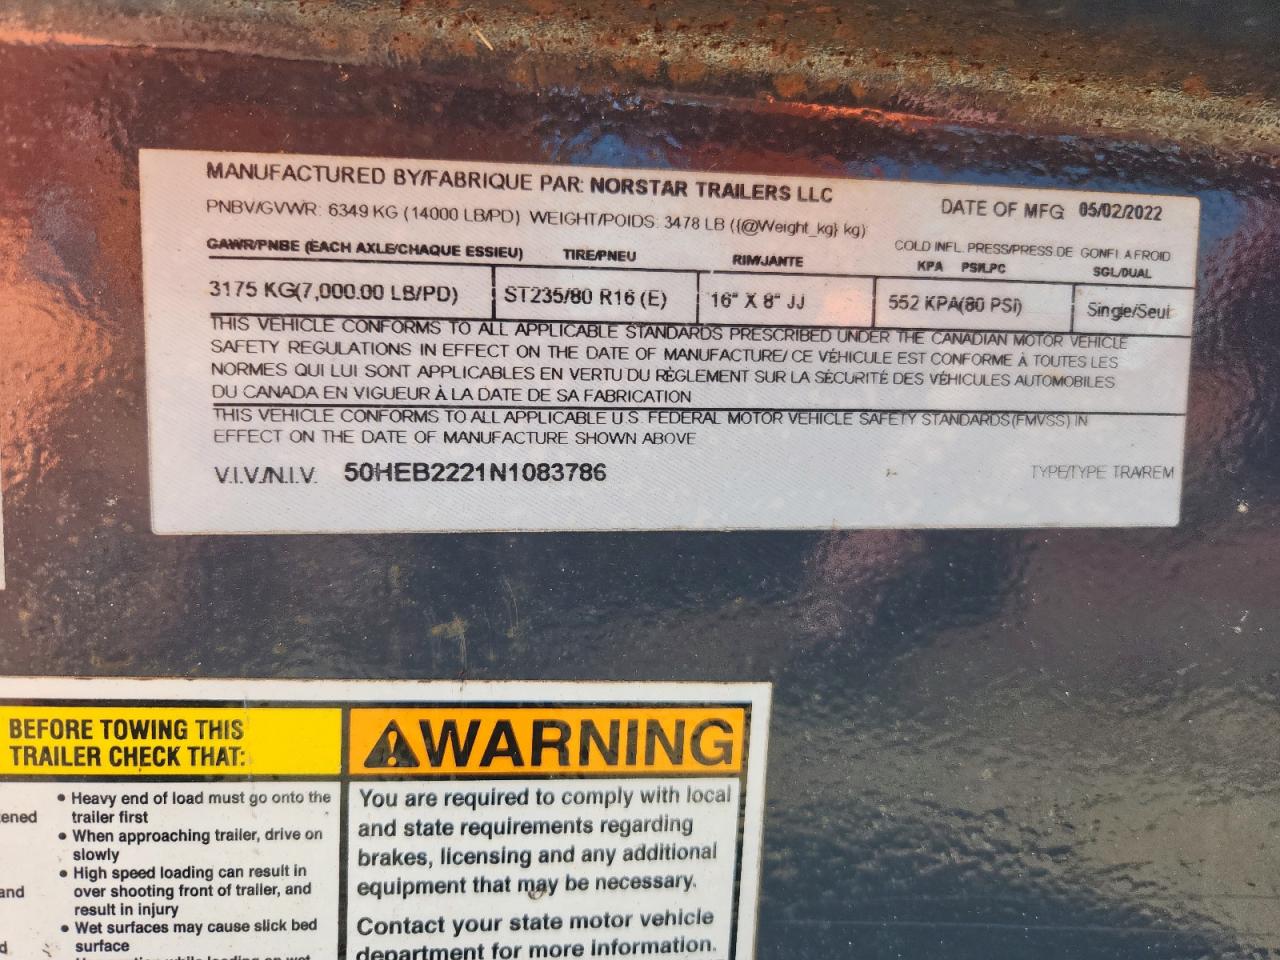 MANUFACTURED BY/FABRIQUE PAR: NORSTAR TRAILERS LLC
PNBV/GVWR: 6349 KG (14000 LB/PD) WEIGHT/POIDS: 3478 LB ({@Weight_kg} kg)
DATE OF MFG 05/02/2022
GAWR/PNBE (EACH AXLE/CHAQUE ESSIEU) TIRE/PNEU RIM/JANTE
COLD INFL. PRESS/PRESS DE GONFL A FROID
KPA PSI/LPC SGL/DUAL
3175 KG(7,000.00 LB/PD) ST235/80 R16 (E) 16" X 8" JJ 552 KPA(80 PSI) Single/Seul
THIS VEHICLE CONFORMS TO ALL APPLICABLE STANDARDS PRESCRIBED UNDER THE CANADIAN MOTOR VEHICLE
SAFETY REGULATIONS IN EFFECT ON THE DATE OF MANUFACTURE/ CE VÉHICULE EST CONFORME À TOUTES LES
NORMES QUI LUI SONT APPLICABLES EN VERTU DU RÈGLEMENT SUR LA SÉCURITÉ DES VÉHICULES AUTOMOBILES
DU CANADA EN VIGUEUR À LA DATE DE SA FABRICATION
THIS VEHICLE CONFORMS TO ALL APPLICABLE U.S. FEDERAL MOTOR VEHICLE SAFETY STANDARDS(FMVSS) IN
EFFECT ON THE DATE OF MANUFACTURE SHOWN ABOVE
V.I.V./N.I.V. 50HEB2221N1083786 TYPE/TYPE TRA/REM
BEFORE TOWING THIS
TRAILER CHECK THAT:
• Heavy end of load must go onto the
trailer first
• When approaching trailer, drive on
slowly
• High speed loading can result in
and
over shooting front of trailer, and
result in injury
• Wet surfaces may cause slick bed
surface
WARNING
You are required to comply with local
and state requirements regarding
brakes, licensing and any additional
equipment that may be necessary.
Contact your state motor vehicle
department for more information.